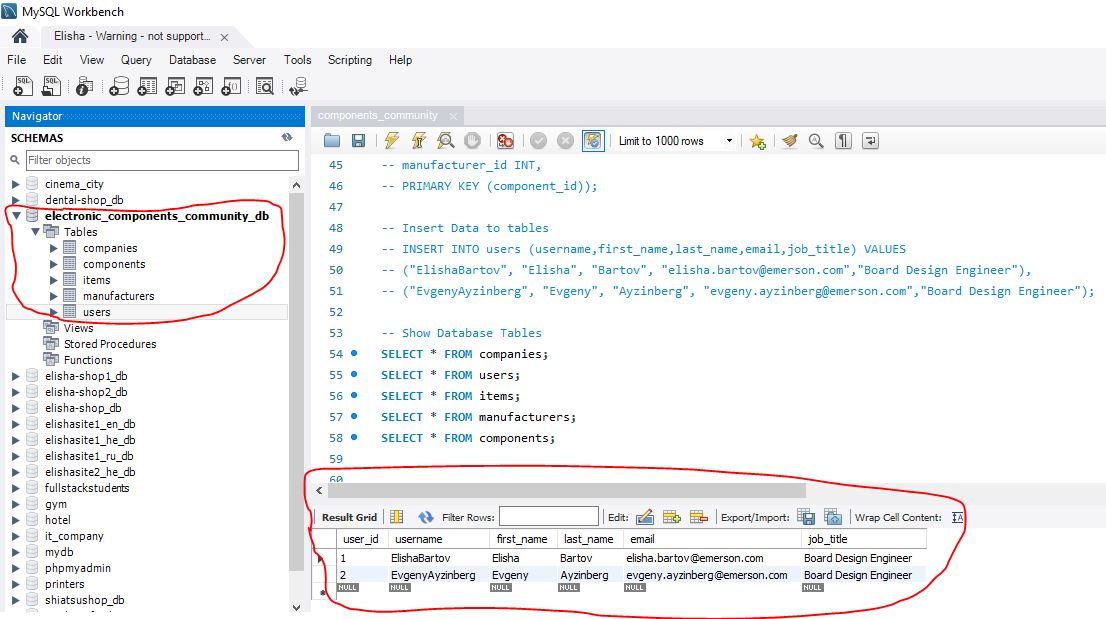 MySQL Workbench
Elisha - Warning - not support...
File Edit View Query Database Server Tools Scripting Help
Navigator
SCHEMAS
Filter objects
cinema_city
dental-shop_db
electronic_components_community_db
Tables
companies
components
items
manufacturers
users
Views
Stored Procedures
Functions
elisha-shop1_db
elisha-shop2_db
elisha-shop_db
elishasite1_en_db
elishasite1_he_db
elishasite1_ru_db
elishasite2_he_db
fullstackstudents
gym
hotel
it_company
mydb
phpmyadmin
printers
shiatsushop_db
components_community
Limit to 1000 rows
45 -- manufacturer_id INT,
46 -- PRIMARY KEY (component_id));
47
48 -- Insert Data to tables
49 -- INSERT INTO users (username,first_name,last_name,email,job_title) VALUES
50 -- ("ElishaBartov", "Elisha", "Bartov", "elisha.bartov@emerson.com","Board Design Engineer"),
51 -- ("EvgenyAyzinberg", "Evgeny", "Ayzinberg", "evgeny.ayzinberg@emerson.com","Board Design Engineer");
52
53 -- Show Database Tables
54 SELECT * FROM companies;
55 SELECT * FROM users;
56 SELECT * FROM items;
57 SELECT * FROM manufacturers;
58 SELECT * FROM components;
59
60
Result Grid Filter Rows: Edit: Export/Import: Wrap Cell Content:
user_id username first_name last_name email job_title
1 ElishaBartov Elisha Bartov elisha.bartov@emerson.com Board Design Engineer
2 EvgenyAyzinberg Evgeny Ayzinberg evgeny.ayzinberg@emerson.com Board Design Engineer
NULL NULL NULL NULL NULL NULL